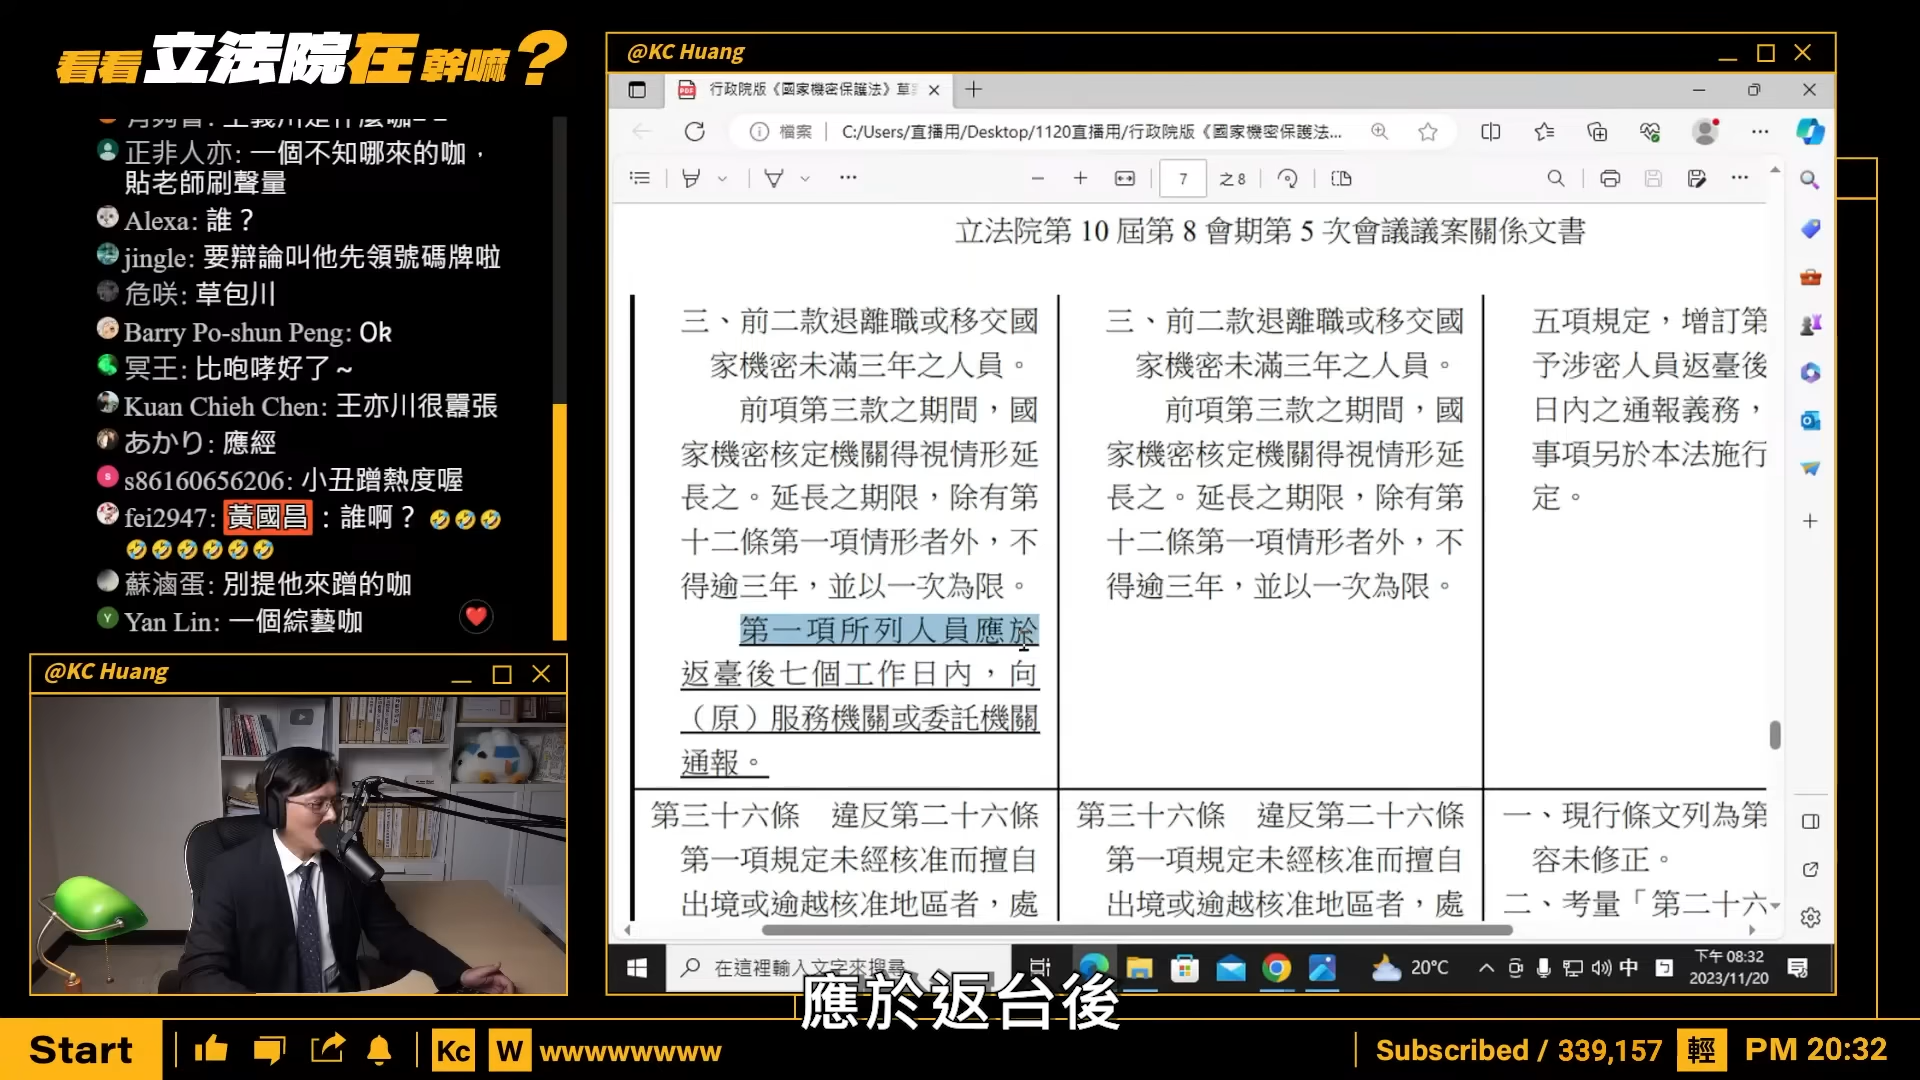 看看立法院在幹嘛?
正非人亦: 一個不知哪來的咖，
貼老師刷聲量
Alexa: 誰？
jingle: 要辯論叫他先領號碼牌啦
危咲: 草包川
Barry Po-shun Peng: Ok
冥王: 比咆哮好了～
Kuan Chieh Chen: 王亦川很囂張
あかり: 應經
s86160656206: 小丑蹭熱度喔
fei2947: 黃國昌：誰啊？🤣🤣🤣
🤣🤣🤣🤣🤣🤣
蘇滷蛋: 別提他來蹭的咖
Yan Lin: 一個綜藝咖
@KC Huang
@KC Huang
行政院版《國家機密保護法》草
檔案 C:/Users/直播用/Desktop/1120直播用/行政院版《國家機密保護法...
7 之8
立法院第 10 屆第 8 會期第 5 次會議議案關係文書
三、前二款退離職或移交國
家機密未滿三年之人員。
前項第三款之期間，國
家機密核定機關得視情形延
長之。延長之期限，除有第
十二條第一項情形者外，不
得逾三年，並以一次為限。
第一項所列人員應於
返臺後七個工作日內，向
（原）服務機關或委託機關
通報。
第三十六條　違反第二十六條
第一項規定未經核准而擅自
出境或逾越核准地區者，處
三、前二款退離職或移交國
家機密未滿三年之人員。
前項第三款之期間，國
家機密核定機關得視情形延
長之。延長之期限，除有第
十二條第一項情形者外，不
得逾三年，並以一次為限。
第三十六條　違反第二十六條
第一項規定未經核准而擅自
出境或逾越核准地區者，處
五項規定，增訂第
予涉密人員返臺後
日內之通報義務，
事項另於本法施行
定。
一、現行條文列為第
容未修正。
二、考量「第二十六
在這裡輸入文字來搜尋
20°C
中
下午 08:32
2023/11/20
應於返台後
Start
Kc W wwwwwwww
Subscribed / 339,157 輕 PM 20:32